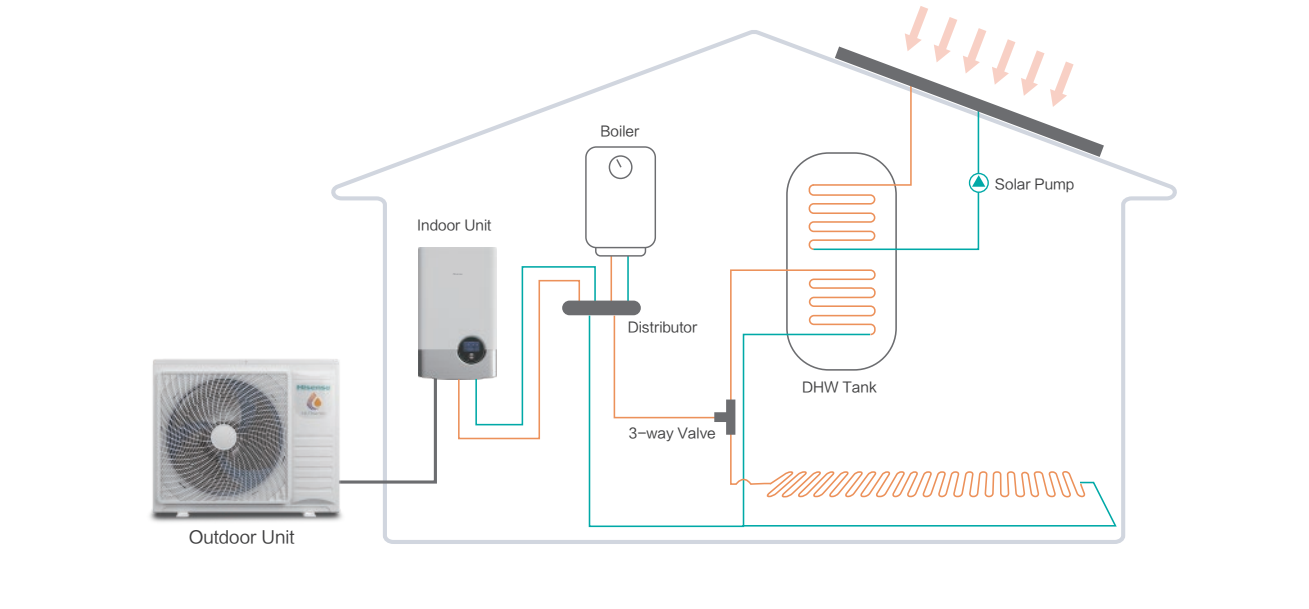 Boiler
Solar Pump
Indoor Unit
Distributor
Hisense
DHW Tank
3-way Valve
Outdoor Unit